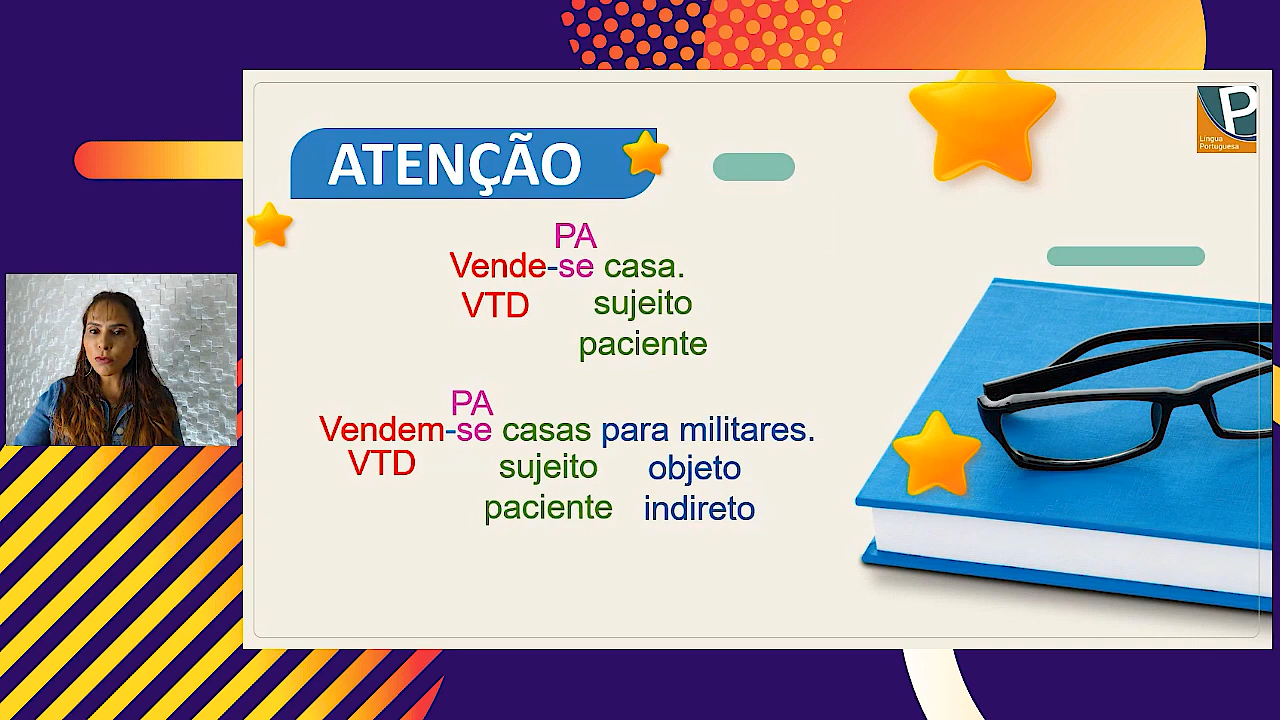 ATENÇÃO
Língua
Portuguesa
PA
Vende-se casa.
VTD sujeito
paciente
PA
Vendem-se casas para militares.
VTD sujeito objeto
paciente indireto